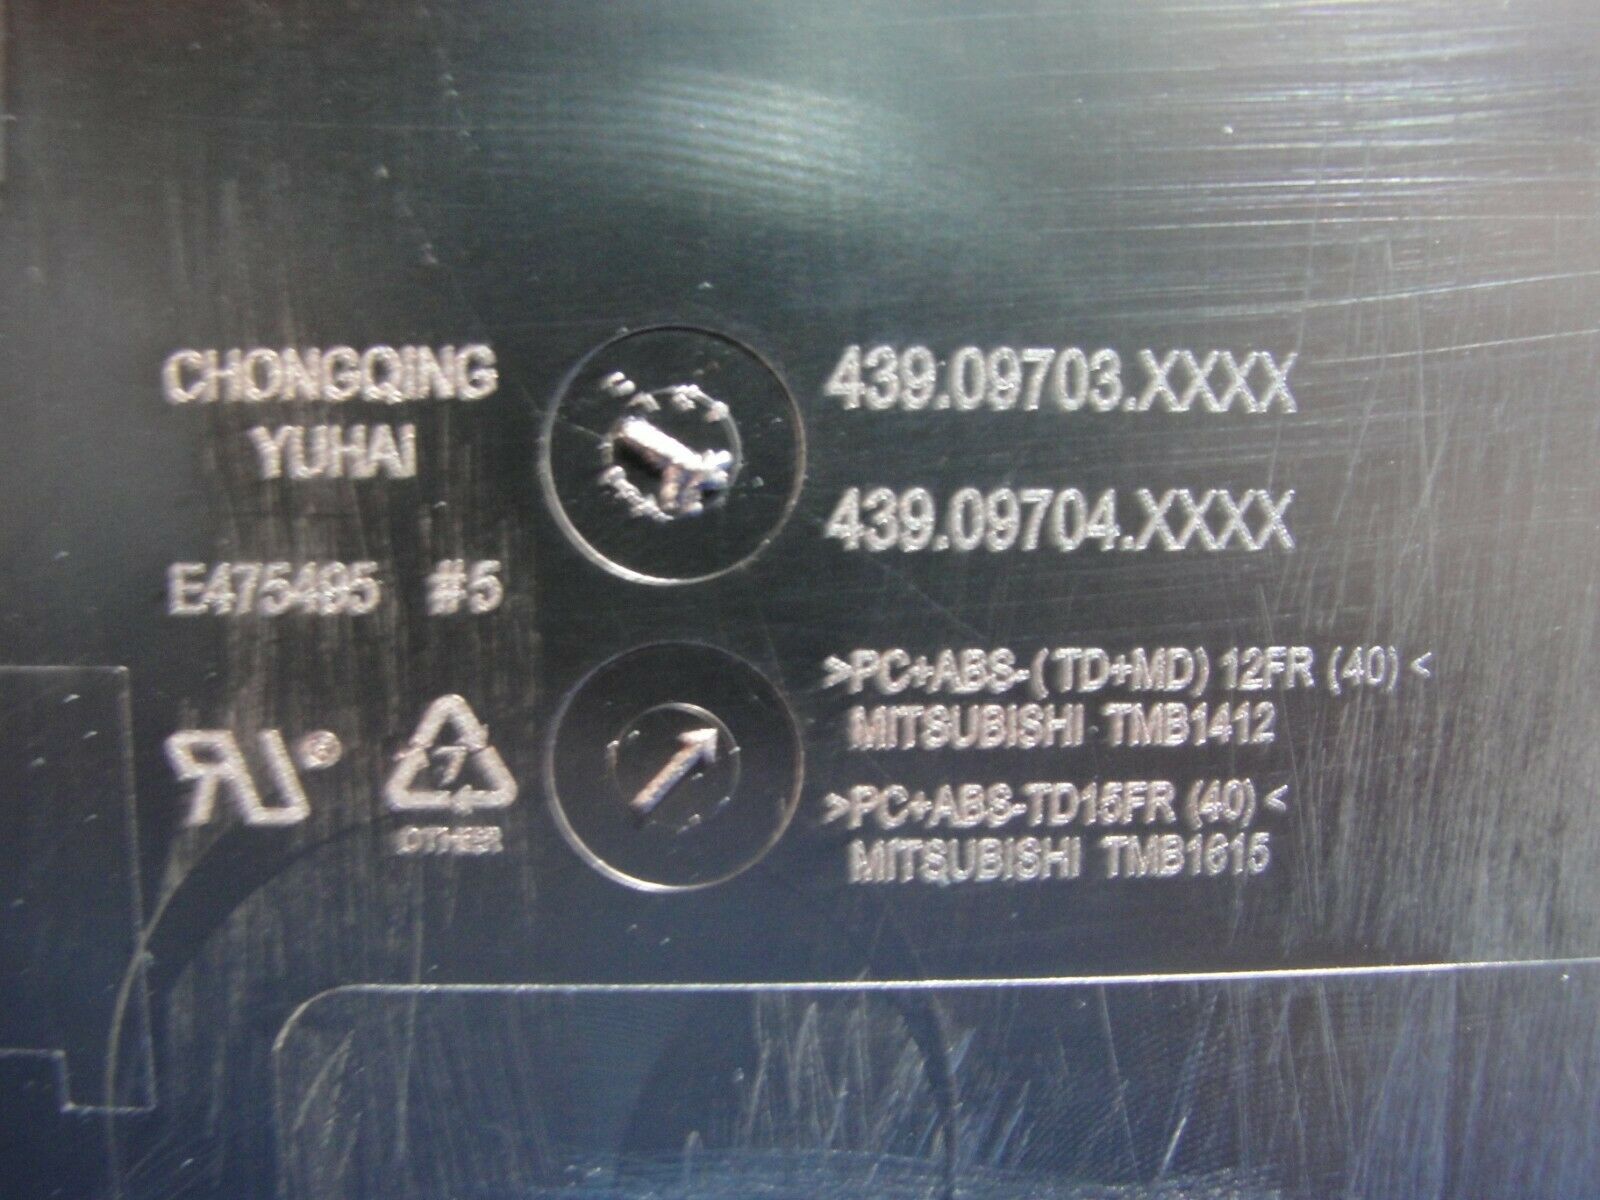 CHONGQING
YUHAI
E475495 #5
RU®
7
OTHER
439.09703.XXXX
439.09704.XXXX
>PC+ABS-(TD+MD) 12FR (40)<
MITSUBISHI TMB1412
>PC+ABS-TD15FR (40)<
MITSUBISHI TMB1615